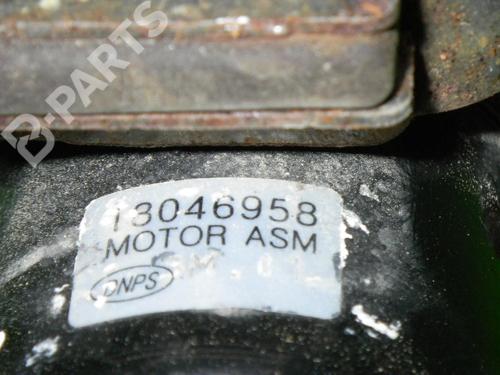 B-PARTS
13046958
MOTOR ASM
DNPS